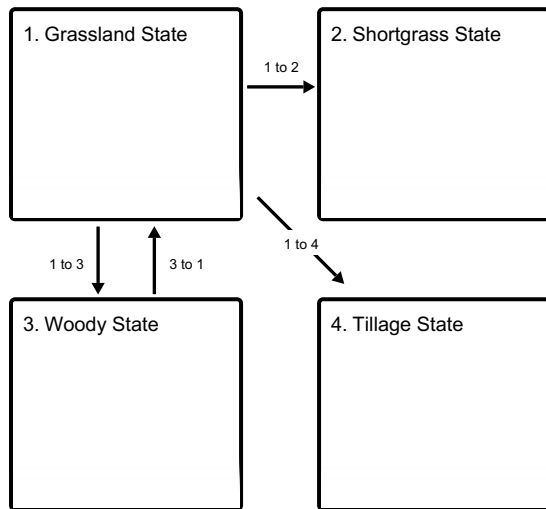 1. Grassland State
2. Shortgrass State
1 to 2
1 to 4
1 to 3
3 to 1
3. Woody State
4. Tillage State